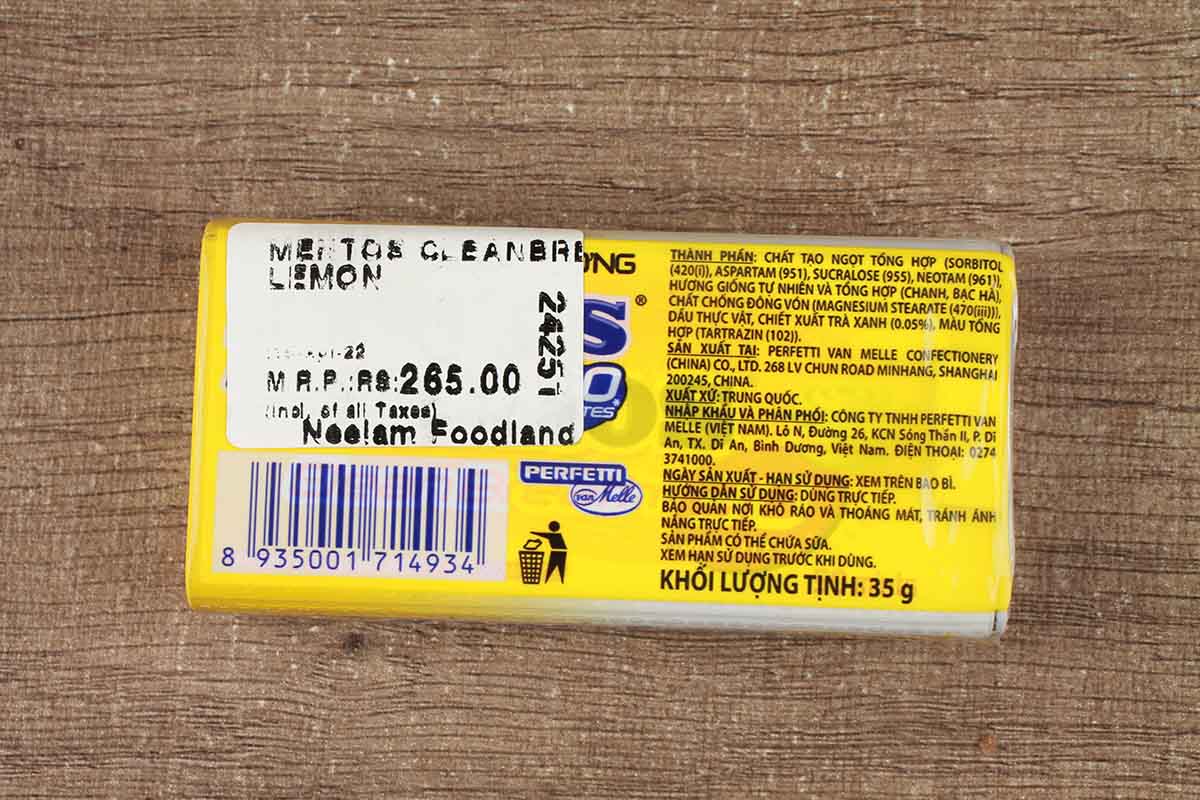 MENTOS CLEANBRE
LEMON
24251
M R.P.:RS:265.00
(Incl. of all Taxes)
Neelam Foodland
S®
PERFETTI
van Melle
8 935001 714934
THÀNH PHẦN: CHẤT TẠO NGỌT TỔNG HỢP (SORBITOL
(420(i)), ASPARTAM (951), SUCRALOSE (955), NEOTAM (961)),
HƯƠNG GIỐNG TỰ NHIÊN VÀ TỔNG HỢP (CHANH, BẠC HÀ),
CHẤT CHỐNG ĐÔNG VÓN (MAGNESIUM STEARATE (470(iii))),
DẦU THỰC VẬT, CHIẾT XUẤT TRÀ XANH (0.05%), MÀU TỔNG
HỢP (TARTRAZIN (102)).
SẢN XUẤT TẠI: PERFETTI VAN MELLE CONFECTIONERY
(CHINA) CO., LTD. 268 LV CHUN ROAD MINHANG, SHANGHAI
200245, CHINA.
XUẤT XỨ: TRUNG QUỐC.
NHẬP KHẨU VÀ PHÂN PHỐI: CÔNG TY TNHH PERFETTI VAN
MELLE (VIỆT NAM). Lô N, Đường 26, KCN Sóng Thần II, P. Dĩ
An, TX. Dĩ An, Bình Dương, Việt Nam. ĐIỆN THOẠI: 0274
3741000.
NGÀY SẢN XUẤT - HẠN SỬ DỤNG: XEM TRÊN BAO BÌ.
HƯỚNG DẪN SỬ DỤNG: DÙNG TRỰC TIẾP.
BẢO QUẢN NƠI KHÔ RÁO VÀ THOÁNG MÁT, TRÁNH ÁNH
NẮNG TRỰC TIẾP.
SẢN PHẨM CÓ THỂ CHỨA SỮA.
XEM HẠN SỬ DỤNG TRƯỚC KHI DÙNG.
KHỐI LƯỢNG TỊNH: 35 g